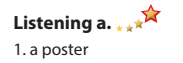 Listening a.
1. a poster